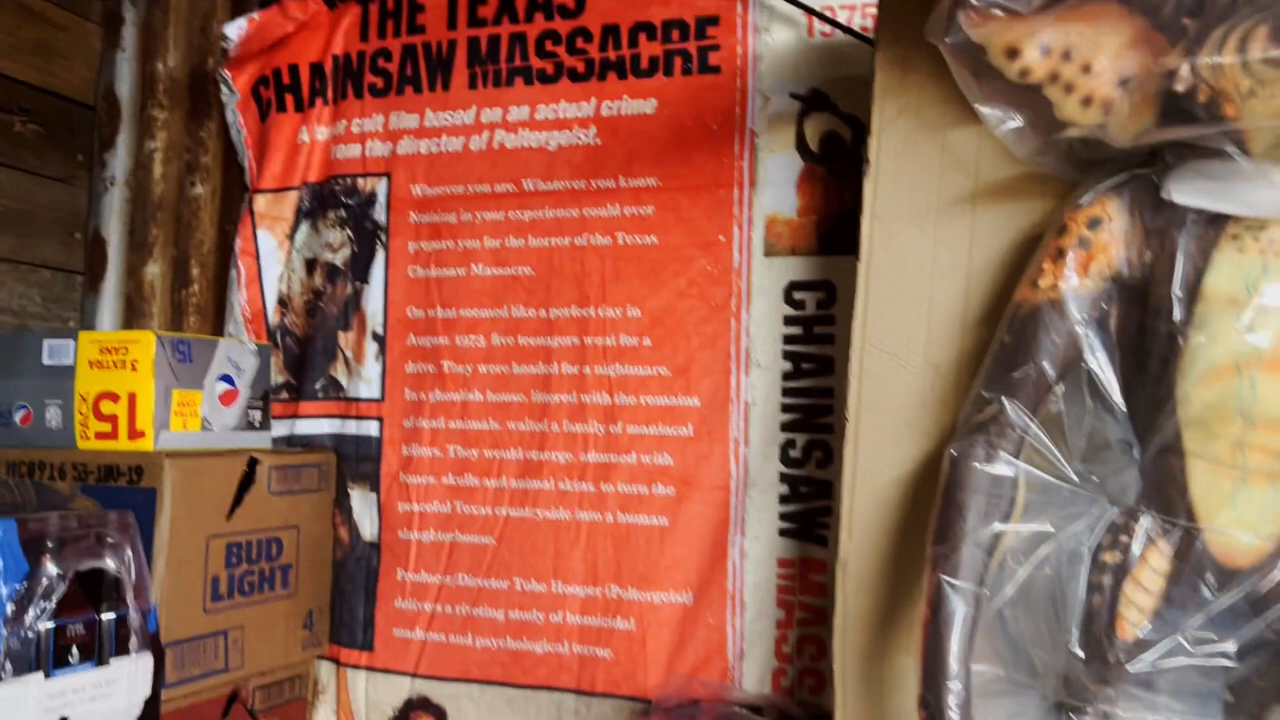 THE TEXAS
CHAINSAW MASSACRE
cult film based on an actual crime
from the director of Poltergeist.
Whoever you are. Whatever you know.
Nothing in your experience could ever
prepare you for the horror of the Texas
Chainsaw Massacre.
On what seemed like a perfect day in
August 1973, five teenagers went for a
drive. They were headed for a nightmare.
In a ghoulish house, littered with the remains
of dead animals, waited a family of maniacal
killers. They would emerge, adorned with
bones, skulls and animal skins, to turn the
peaceful Texas countryside into a human
slaughterhouse.
Producer/Director Tobe Hooper (Poltergeist)
delivers a riveting study of homicidal
madness and psychological terror.
1975
CHAINSAW MASSACRE
3 EXTRA
CANS
15
PACK
15
BUD
LIGHT
4